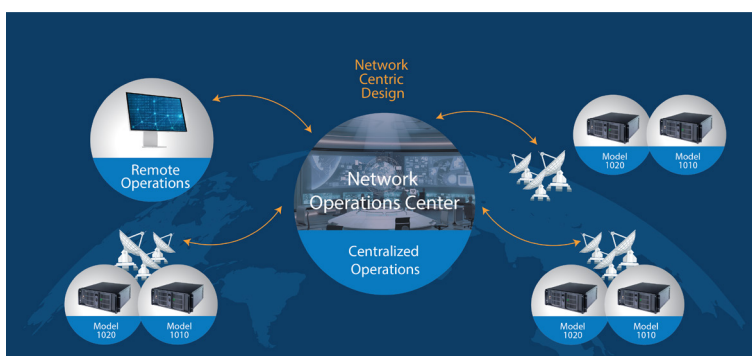 Network
Centric
Design
Remote
Operations
Network
Operations Center
Centralized
Operations
Model
1020
Model
1010
Model
1020
Model
1010
Model
1020
Model
1010